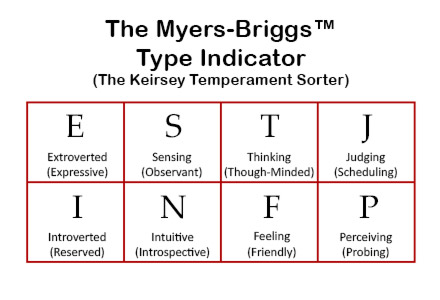 The Myers-Briggs™
Type Indicator
(The Keirsey Temperament Sorter)
E S T J
Extroverted Sensing Thinking Judging
(Expressive) (Observant) (Though-Minded) (Scheduling)
I N F P
Introverted Intuitive Feeling Perceiving
(Reserved) (Introspective) (Friendly) (Probing)